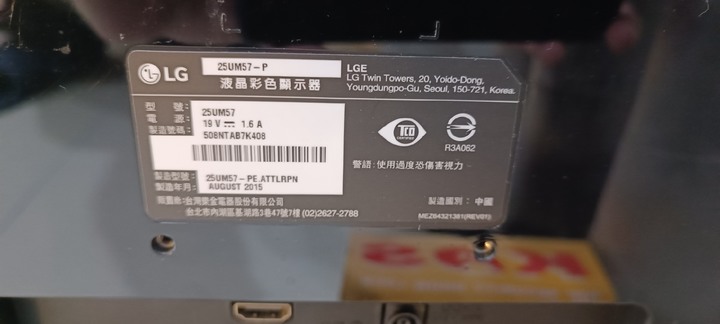 LG
25UM57-P
液晶彩色顯示器
LGE
LG Twin Towers, 20, Yoido-Dong,
Youngdungpo-Gu, Seoul, 150-721, Korea.
型 號: 25UM57
電 源: 19 V 1.6 A
製造號碼: 508NTAB7K408
TCO
CERTIFIED
R3A062
警語: 使用過度恐傷害視力
製造型號: 25UM57-PE.ATTLRPN
製造年月: AUGUST 2015
製造國別: 中國
台灣樂金電器股份有限公司
台北市內湖區基湖路3巷47號7樓 (02)2627-2788
MEZ64321381(REV01)